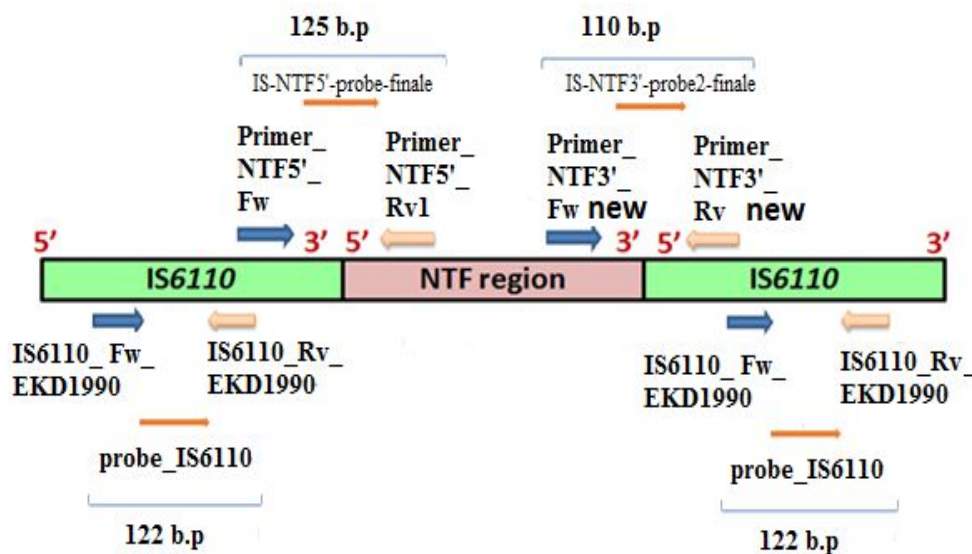 125 b.p
110 b.p
IS-NTF5'-probe-finale
IS-NTF3'-probe2-finale
Primer_
NTF5'_
Fw
Primer_
NTF5'_
Rv1
Primer_
NTF3'_
Fw new
Primer_
NTF3'_
Rv new
5’ 3’ 5’ 3’ 5’ 3’
IS6110 NTF region IS6110
IS6110_ Fw_
EKD1990
IS6110_Rv_
EKD1990
IS6110_ Fw_
EKD1990
IS6110_Rv_
EKD1990
probe_IS6110
probe_IS6110
122 b.p
122 b.p